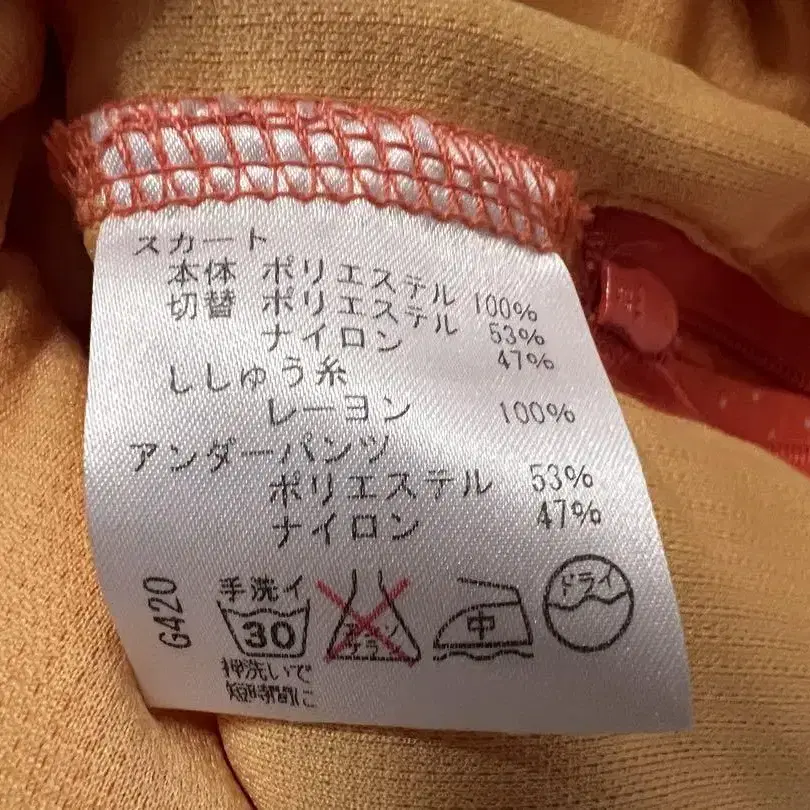 スカート
本体 ポリエステル 100%
切替 ポリエステル 53%
ナイロン 47%
ししゅう糸
レーヨン 100%
アンダーパンツ
ポリエステル 53%
ナイロン 47%
G420
手洗イ
30
押洗いで
短時間に
中
ドライ